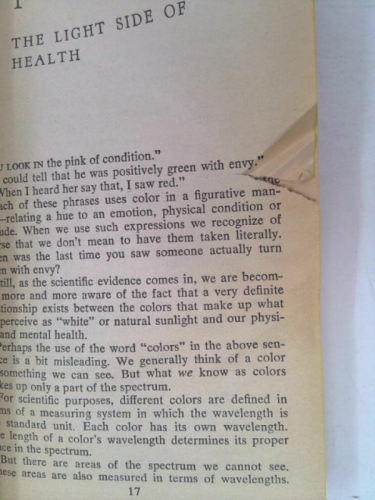 1
THE LIGHT SIDE OF
HEALTH
U LOOK IN the pink of condition."
could tell that he was positively green with envy."
When I heard her say that, I saw red."
ach of these phrases uses color in a figurative man-
—relating a hue to an emotion, physical condition or
ude. When we use such expressions we recognize of
rse that we don't mean to have them taken literally.
en was the last time you saw someone actually turn
n with envy?
till, as the scientific evidence comes in, we are becom-
more and more aware of the fact that a very definite
tionship exists between the colors that make up what
perceive as "white" or natural sunlight and our physi-
and mental health.
Perhaps the use of the word "colors" in the above sen-
ce is a bit misleading. We generally think of a color
something we can see. But what we know as colors
kes up only a part of the spectrum.
For scientific purposes, different colors are defined in
ms of a measuring system in which the wavelength is
standard unit. Each color has its own wavelength.
e length of a color's wavelength determines its proper
ce in the spectrum.
But there are areas of the spectrum we cannot see.
hese areas are also measured in terms of wavelengths.
17